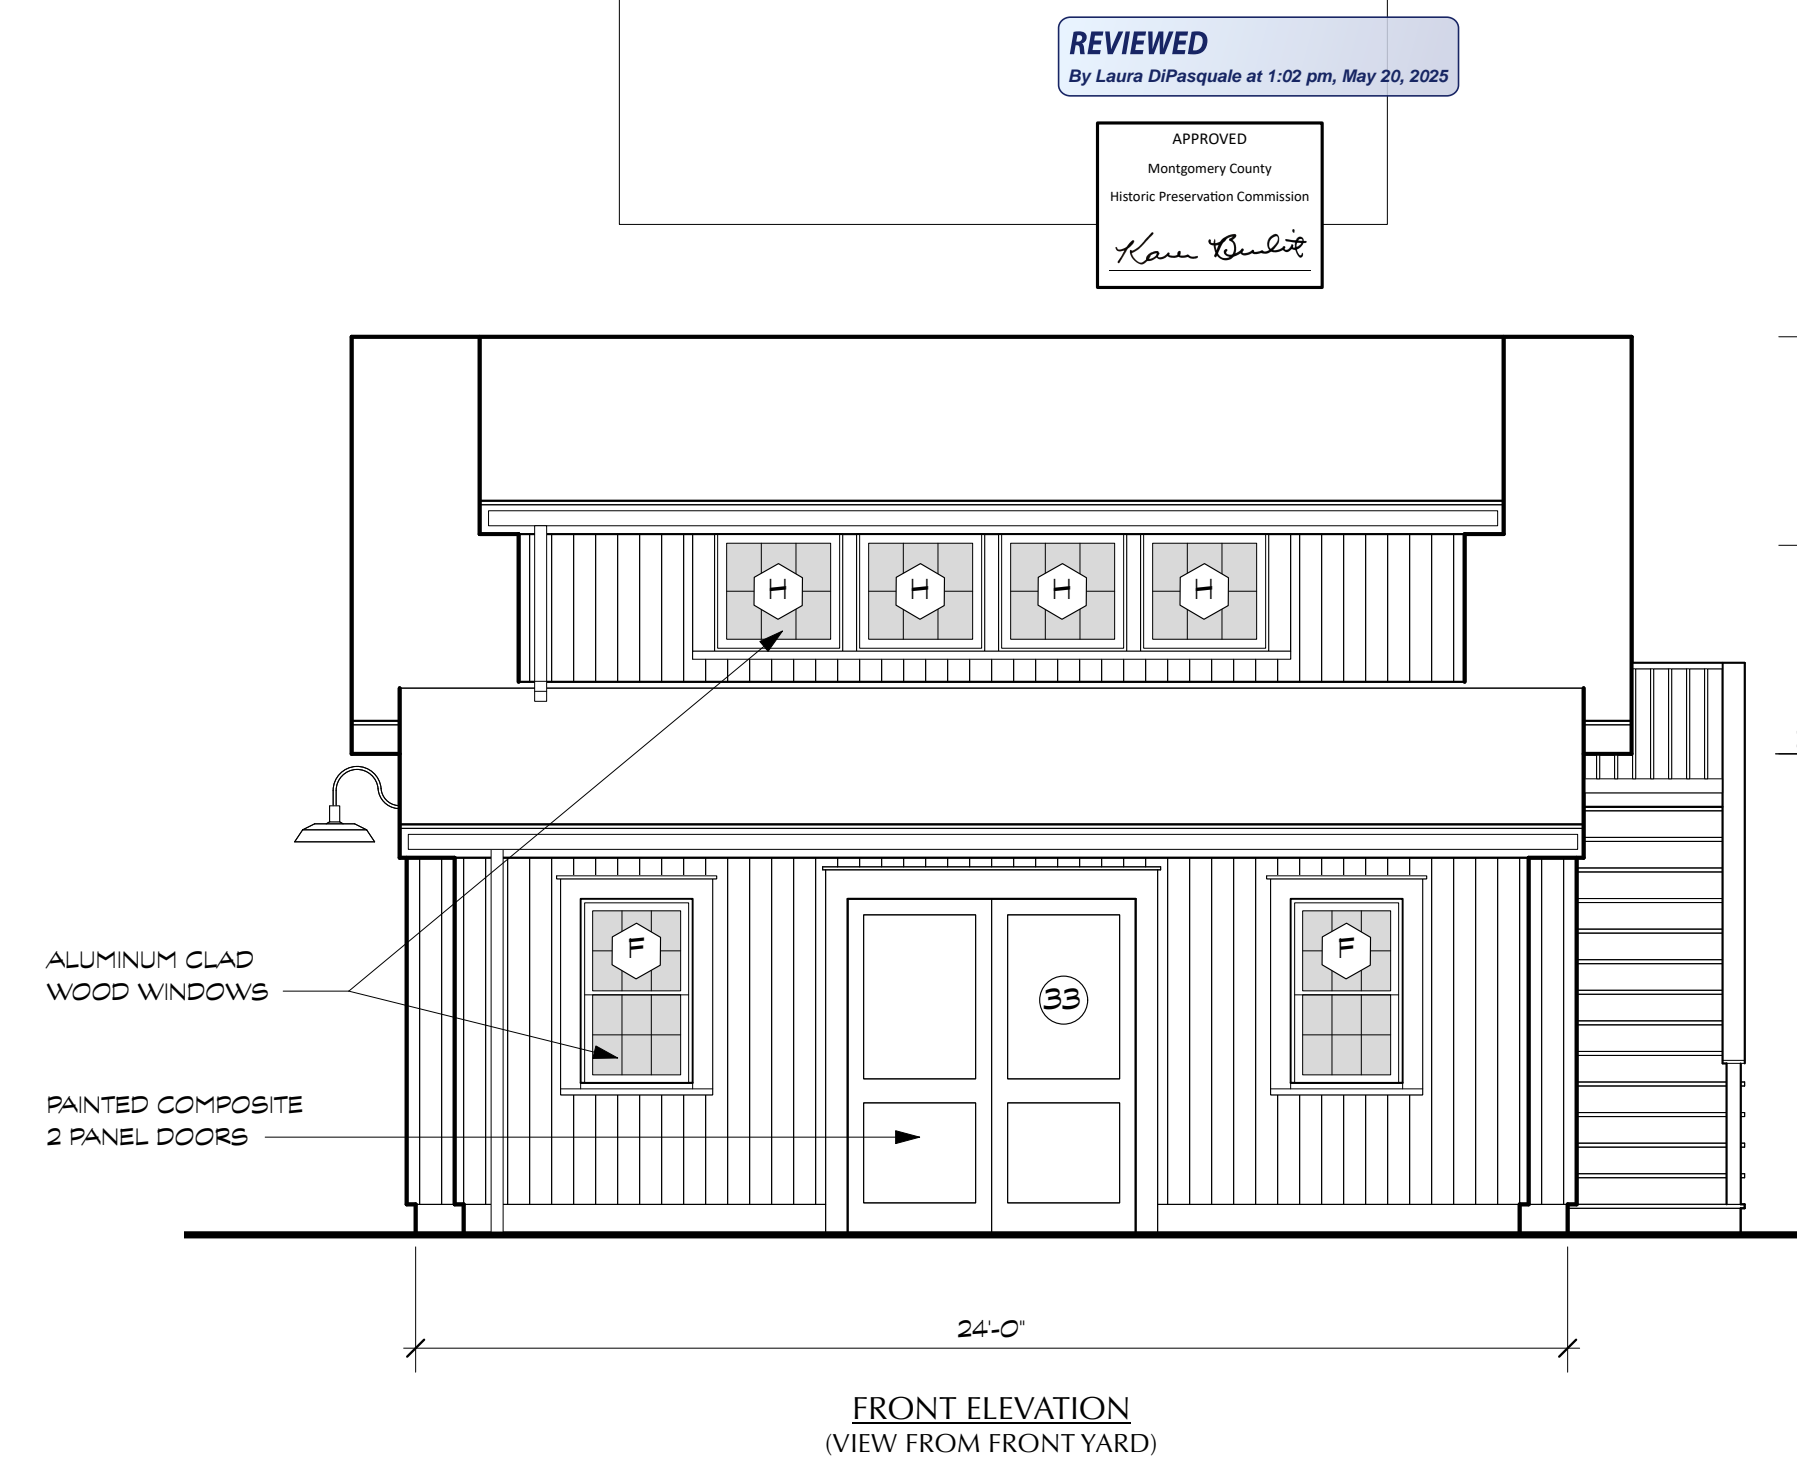 REVIEWED
By Laura DiPasquale at 1:02 pm, May 20, 2025
APPROVED
Montgomery County
Historic Preservation Commission
H H H H
ALUMINUM CLAD
WOOD WINDOWS
F F
33
PAINTED COMPOSITE
2 PANEL DOORS
24'-0"
FRONT ELEVATION
(VIEW FROM FRONT YARD)